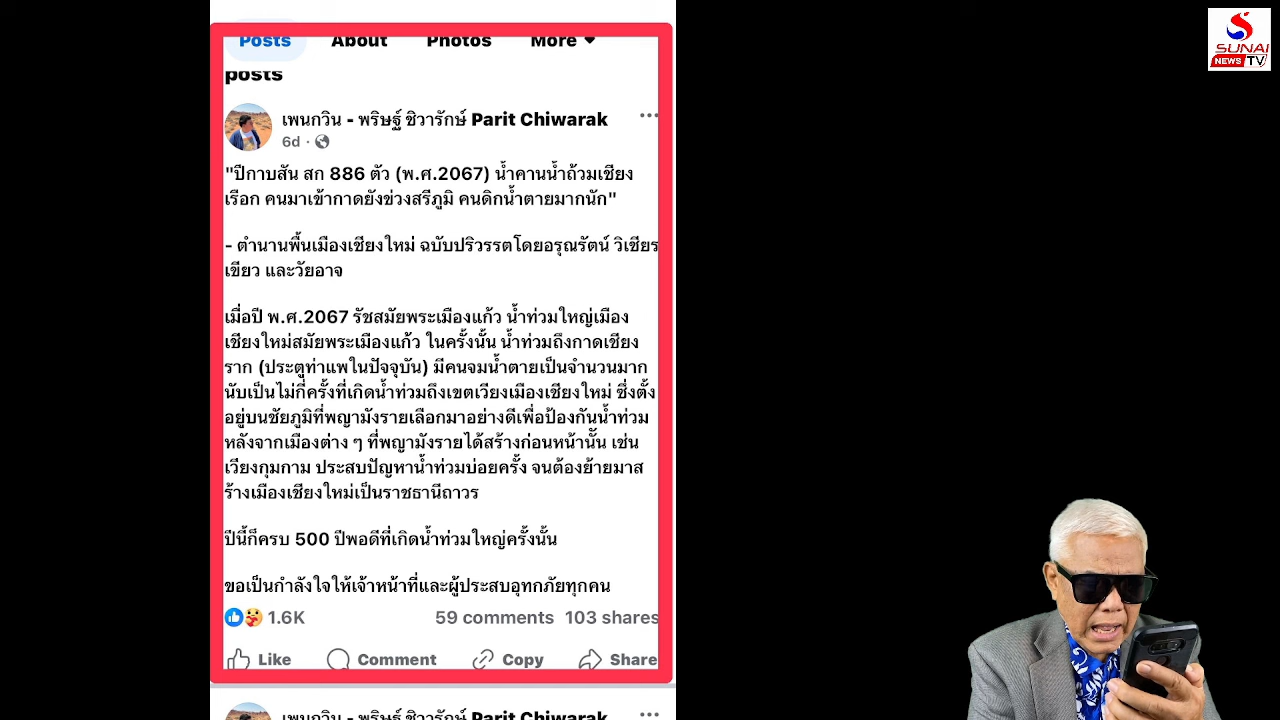 Posts About Photos More
posts
SUNAI
NEWS TV
เพนกวิน - พริษฐ์ ชิวารักษ์ Parit Chiwarak
6d ·
"ปีกาบสัน สก 886 ตัว (พ.ศ.2067) น้ำคานน้ำถ้วมเชียง
เรือก คนมาเข้ากาดยังข่วงสรีภูมิ คนดิกน้ำตายมากนัก"
- ตำนานพื้นเมืองเชียงใหม่ ฉบับปริวรรตโดยอรุณรัตน์ วิเชียร
เขียว และวัยอาจ
เมื่อปี พ.ศ.2067 รัชสมัยพระเมืองแก้ว น้ำท่วมใหญ่เมือง
เชียงใหม่สมัยพระเมืองแก้ว ในครั้งนั้น น้ำท่วมถึงกาดเชียง
ราก (ประตูท่าแพในปัจจุบัน) มีคนจมน้ำตายเป็นจำนวนมาก
นับเป็นไม่กี่ครั้งที่เกิดน้ำท่วมถึงเขตเวียงเมืองเชียงใหม่ ซึ่งตั้ง
อยู่บนชัยภูมิที่พญามังรายเลือกมาอย่างดีเพื่อป้องกันน้ำท่วม
หลังจากเมืองต่าง ๆ ที่พญามังรายได้สร้างก่อนหน้านั้น เช่น
เวียงกุมกาม ประสบปัญหาน้ำท่วมบ่อยครั้ง จนต้องย้ายมาส
ร้างเมืองเชียงใหม่เป็นราชธานีถาวร
ปีนี้ก็ครบ 500 ปีพอดีที่เกิดน้ำท่วมใหญ่ครั้งนั้น
ขอเป็นกำลังใจให้เจ้าหน้าที่และผู้ประสบอุทกภัยทุกคน
1.6K 59 comments 103 shares
Like Comment Copy Share
เพนกวิน - พริษฐ์ ชิวารักษ์ Parit Chiwarak